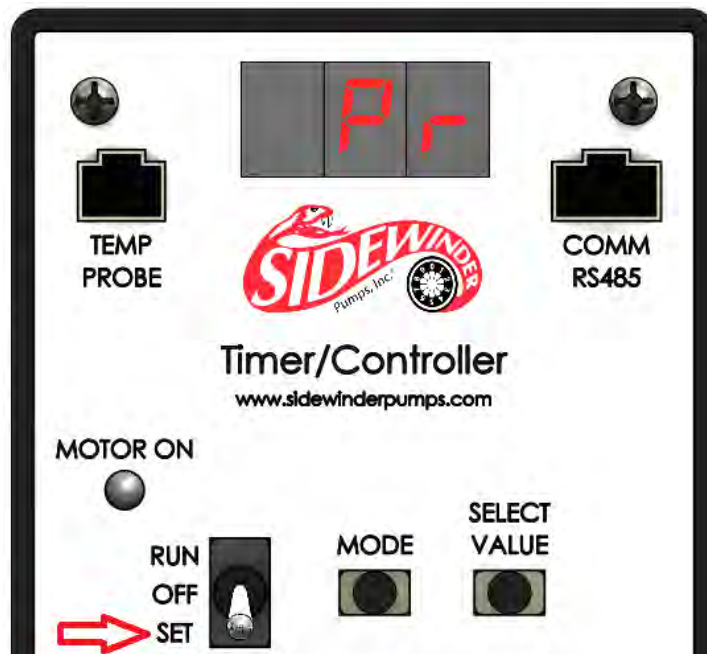 Pr
TEMP
PROBE
COMM
RS485
SIDEWINDER
Pumps, Inc.
Timer/Controller
www.sidewinderpumps.com
MOTOR ON
SELECT
VALUE
MODE
RUN
OFF
SET